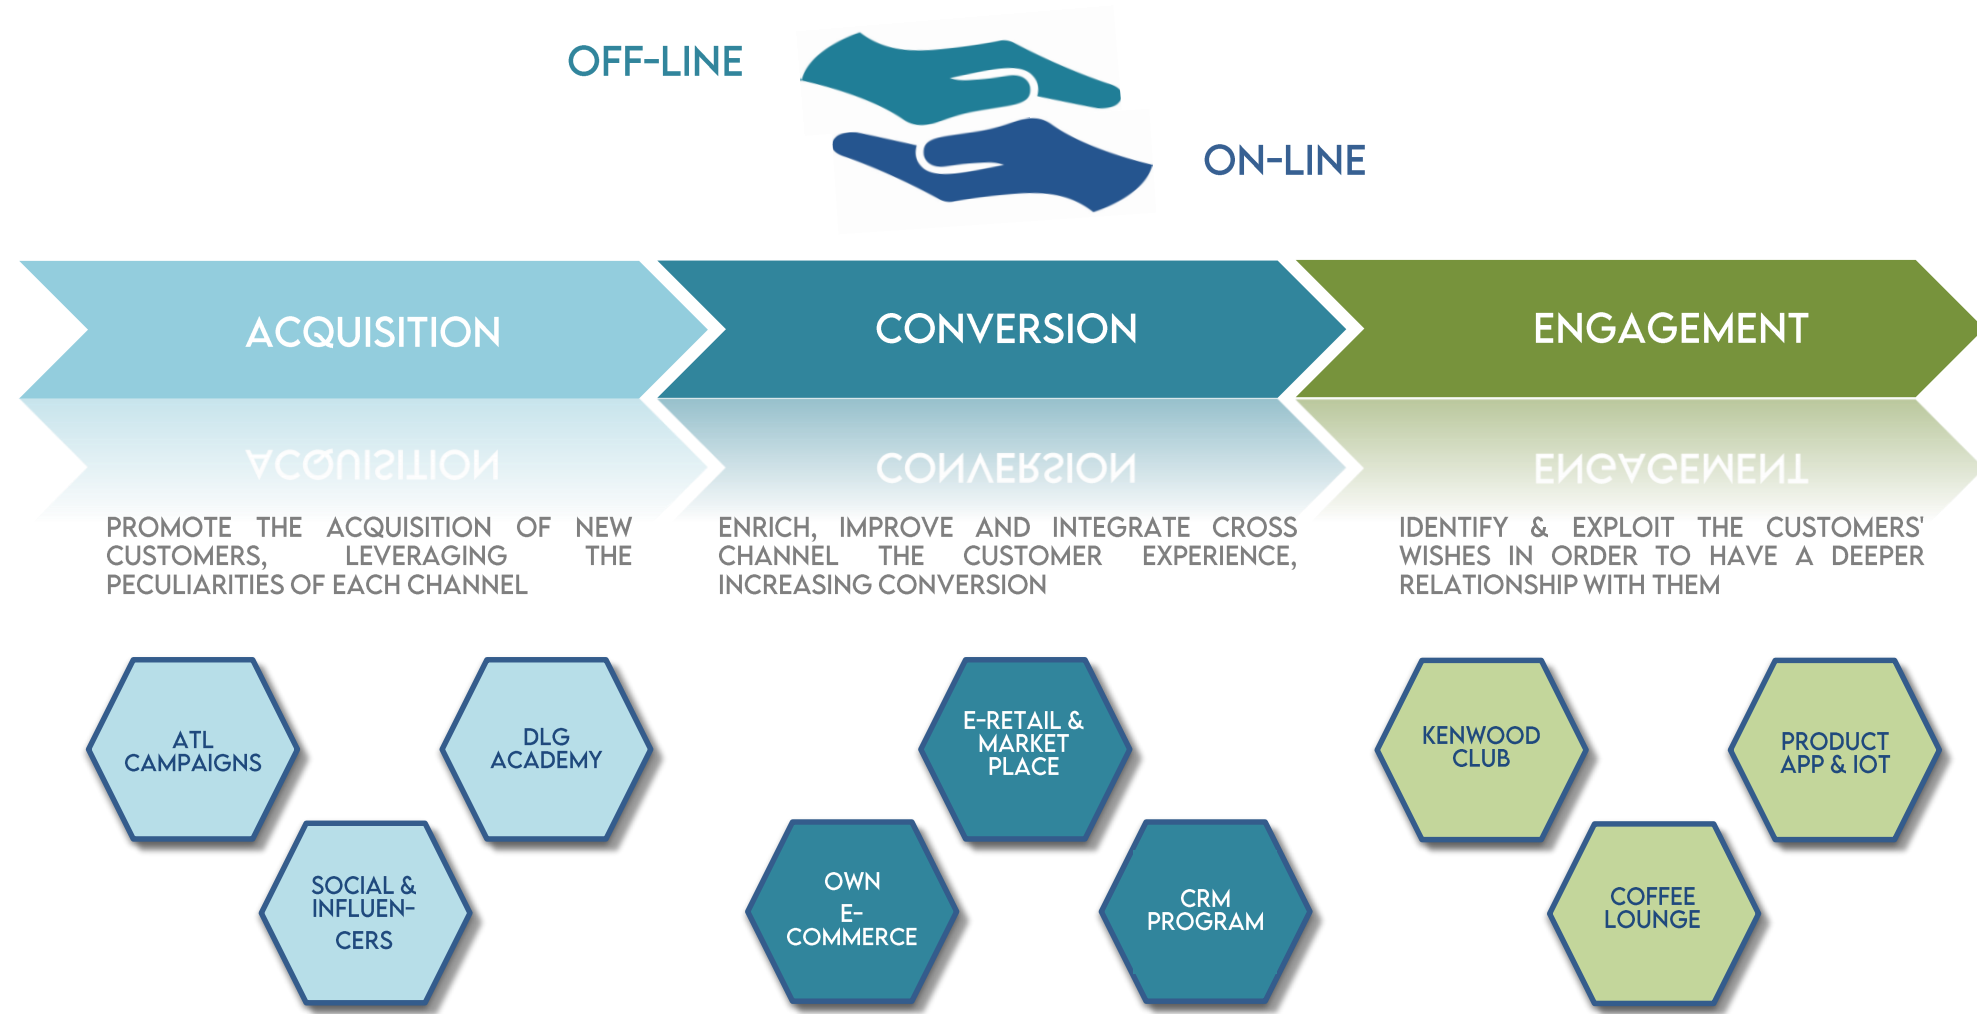 OFF-LINE
ON-LINE
ACQUISITION
CONVERSION
ENGAGEMENT
ACQUISITION
CONVERSION
ENGAGEMENT
PROMOTE THE ACQUISITION OF NEW
CUSTOMERS, LEVERAGING THE
PECULIARITIES OF EACH CHANNEL
ENRICH, IMPROVE AND INTEGRATE CROSS
CHANNEL THE CUSTOMER EXPERIENCE,
INCREASING CONVERSION
IDENTIFY & EXPLOIT THE CUSTOMERS'
WISHES IN ORDER TO HAVE A DEEPER
RELATIONSHIP WITH THEM
ATL
CAMPAIGNS
DLG
ACADEMY
SOCIAL &
INFLUEN-
CERS
E-RETAIL &
MARKET
PLACE
OWN
E-
COMMERCE
CRM
PROGRAM
KENWOOD
CLUB
PRODUCT
APP & IOT
COFFEE
LOUNGE